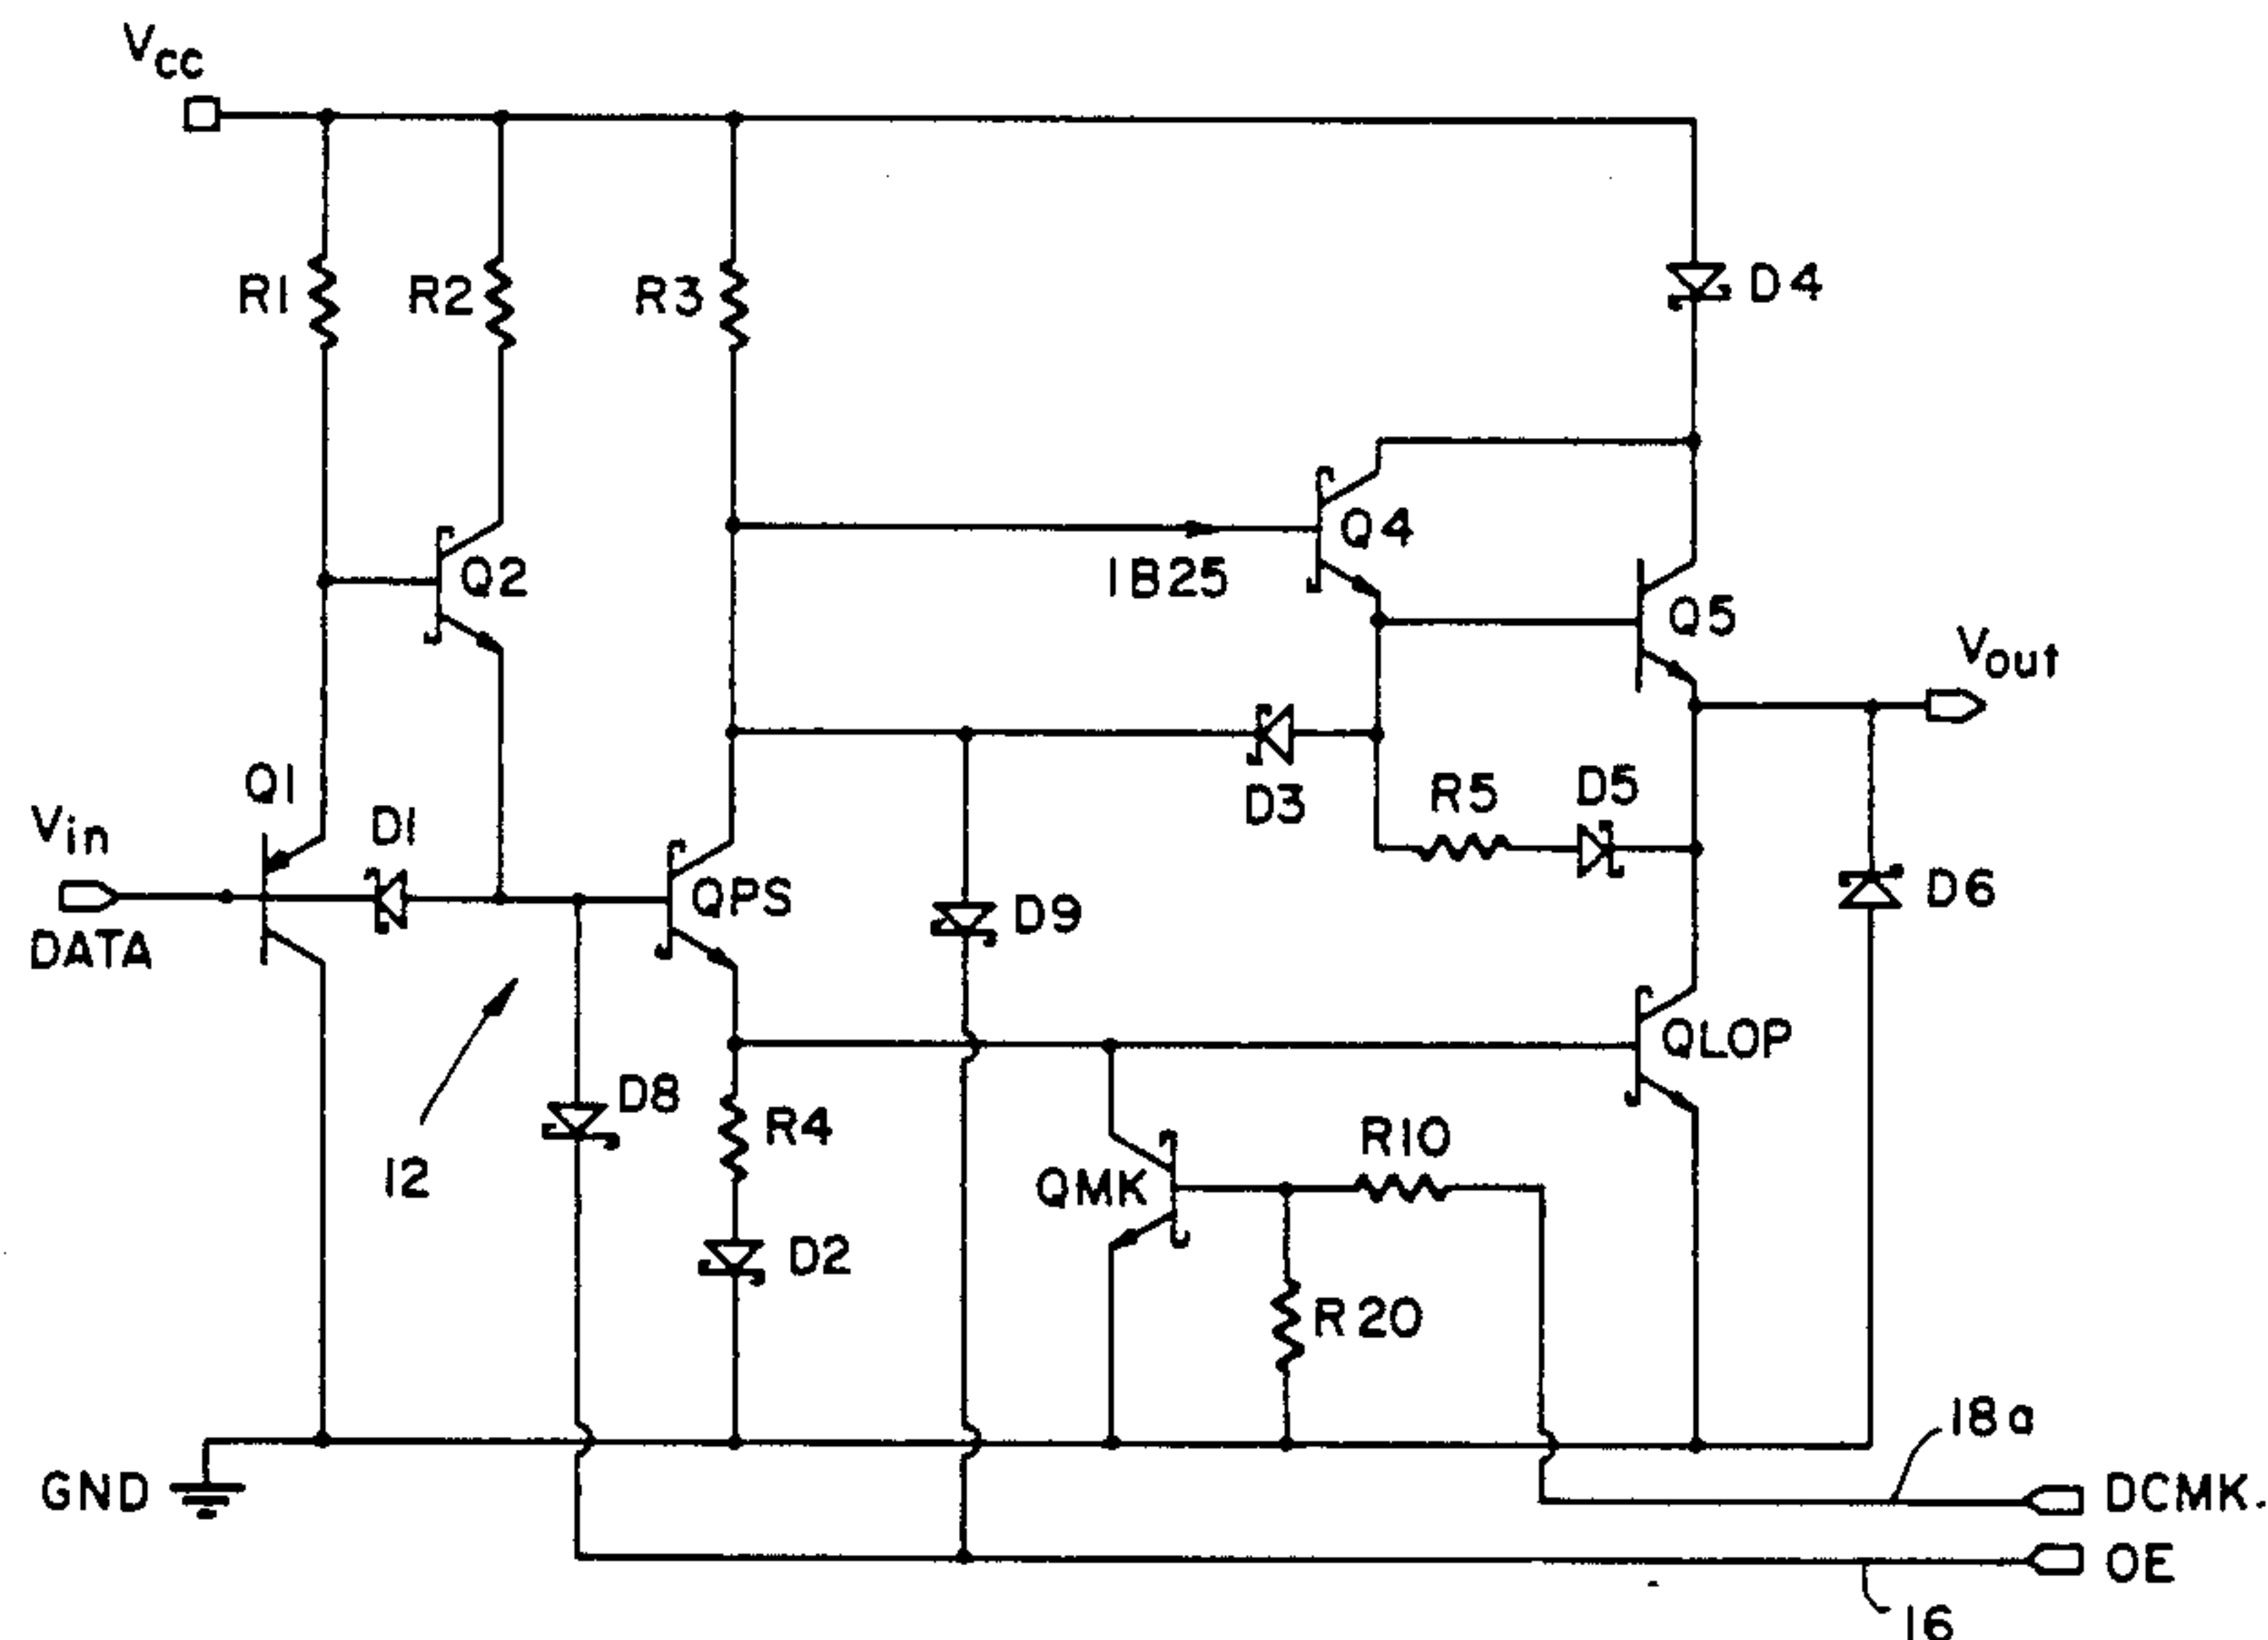 Vcc
R1 R2 R3 D4
Q4
Q2 IB25 Q5
Vout
Q1
Vin D1 D3 R5 D5
DATA QPS D9 D6
QLOP
D8 R4 R10
12 QMK
D2 R20
18a
GND DCMK.
OE
16